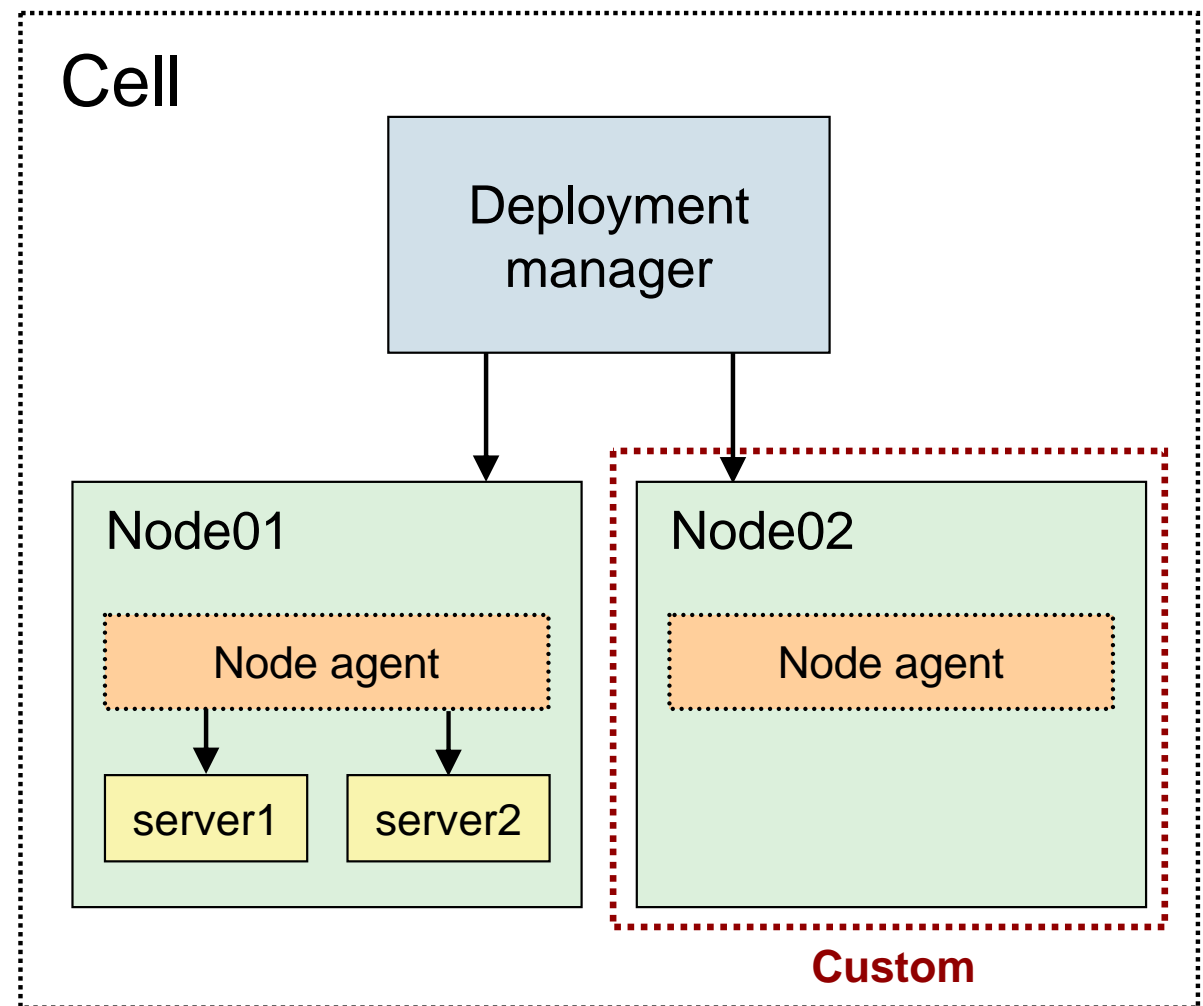 Cell
Deployment
manager
Node01
Node02
Node agent
Node agent
server1
server2
Custom